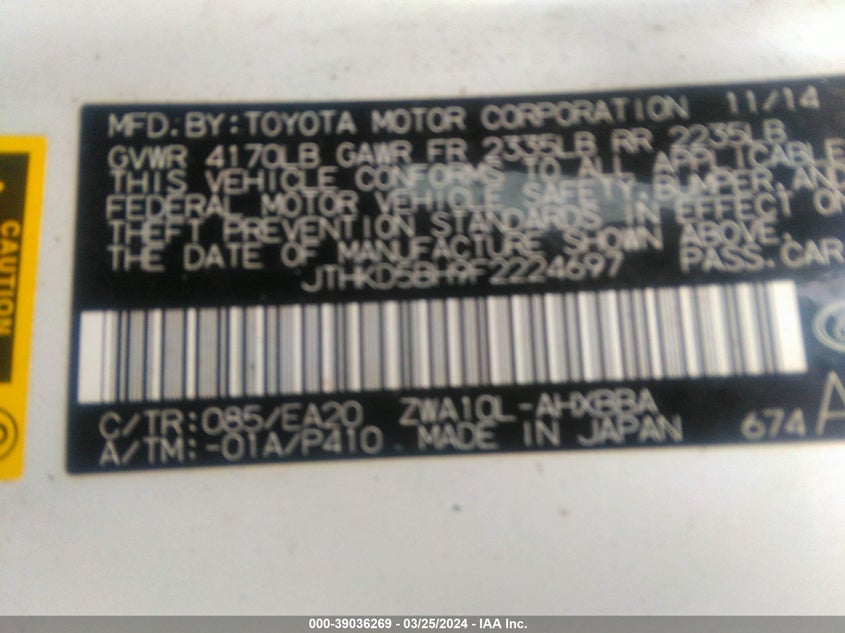 MFD. BY: TOYOTA MOTOR CORPORATION 11/14
GVWR 4170LB GAWR FR 2335LB RR 2235LB
THIS VEHICLE CONFORMS TO ALL APPLICABLE
FEDERAL MOTOR VEHICLE SAFETY, BUMPER, AND
THEFT PREVENTION STANDARDS IN EFFECT ON
THE DATE OF MANUFACTURE SHOWN ABOVE.
JTHKD5BH9F2224697 PASS. CAR
C/TR: 085/EA20 ZWA10L-AHXBBA
A/TM: -01A/P410 MADE IN JAPAN 674 A
CAUTION
000-39036269 - 03/25/2024 - IAA Inc.